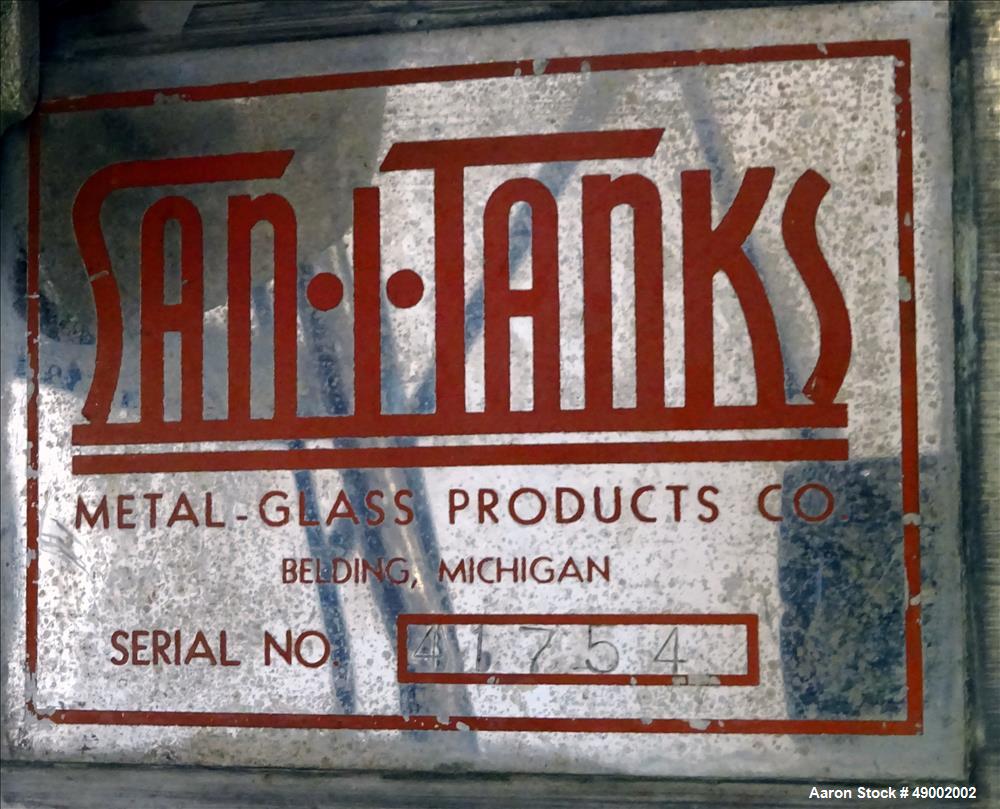 SAN·I·TANKS
METAL-GLASS PRODUCTS CO.
BELDING, MICHIGAN
SERIAL NO. 41754
Aaron Stock # 49002002